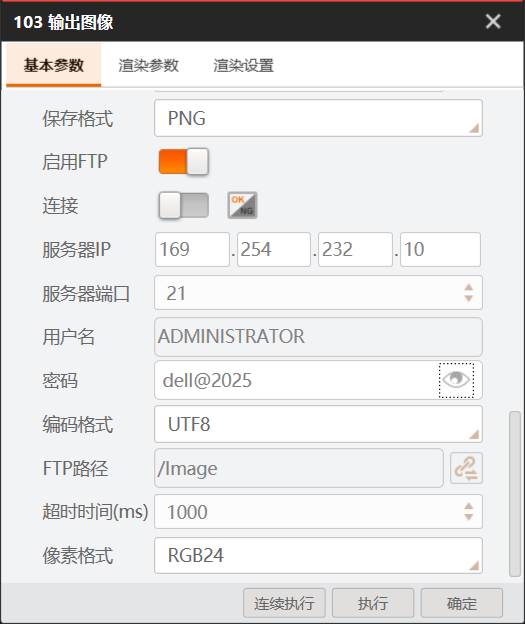 103 输出图像
基本参数 渲染参数 渲染设置
保存格式 PNG
启用FTP
连接 OK NG
服务器IP 169 . 254 . 232 . 10
服务器端口 21
用户名 ADMINISTRATOR
密码 dell@2025
编码格式 UTF8
FTP路径 /Image
超时时间(ms) 1000
像素格式 RGB24
连续执行 执行 确定